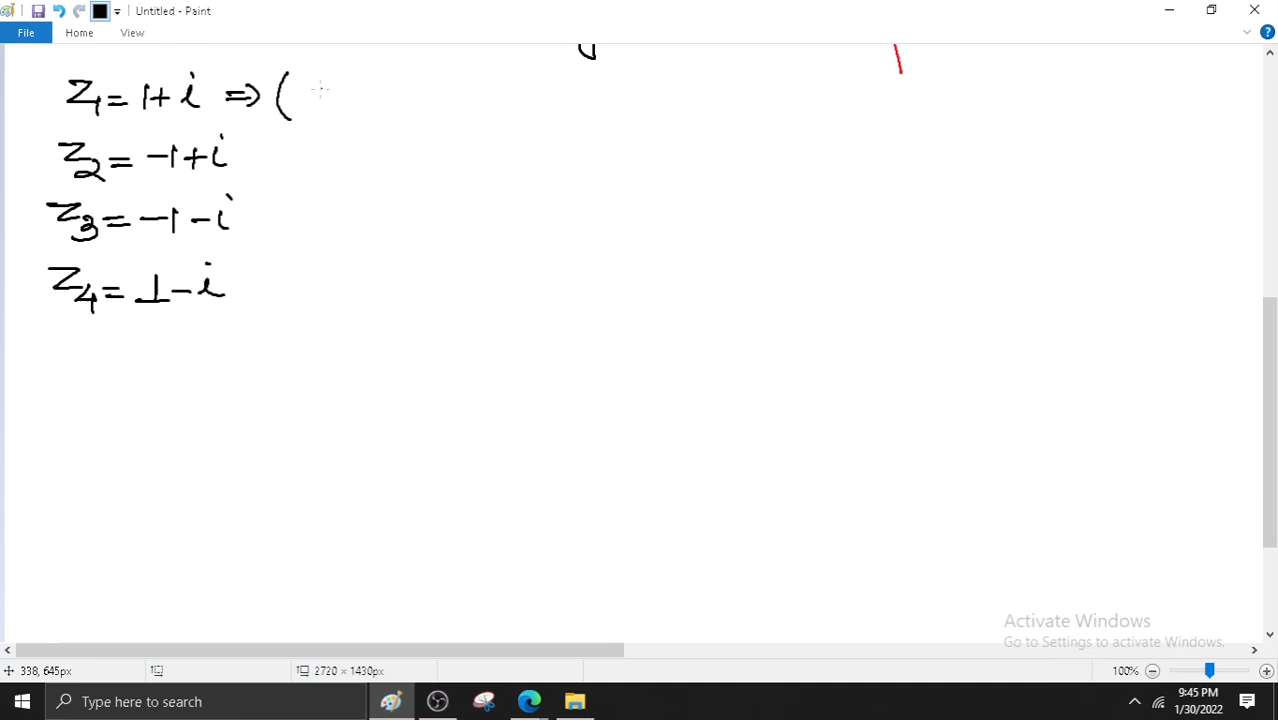 Untitled - Paint
File Home View
Z1 = 1 + i ⇒ (
Z2 = -1 + i
Z3 = -1 - i
Z4 = 1 - i
Activate Windows
Go to Settings to activate Windows.
338, 645px
2720 × 1430px
100%
Type here to search
9:45 PM
1/30/2022